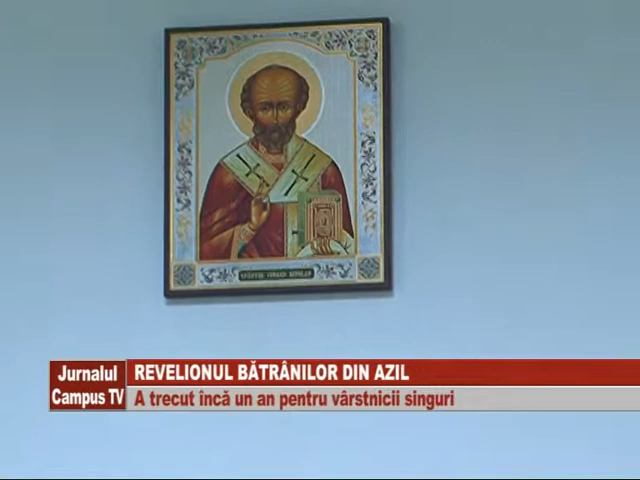 Jurnalul
Campus TV
REVELIONUL BĂTRÂNILOR DIN AZIL
A trecut încă un an pentru vârstnicii singuri